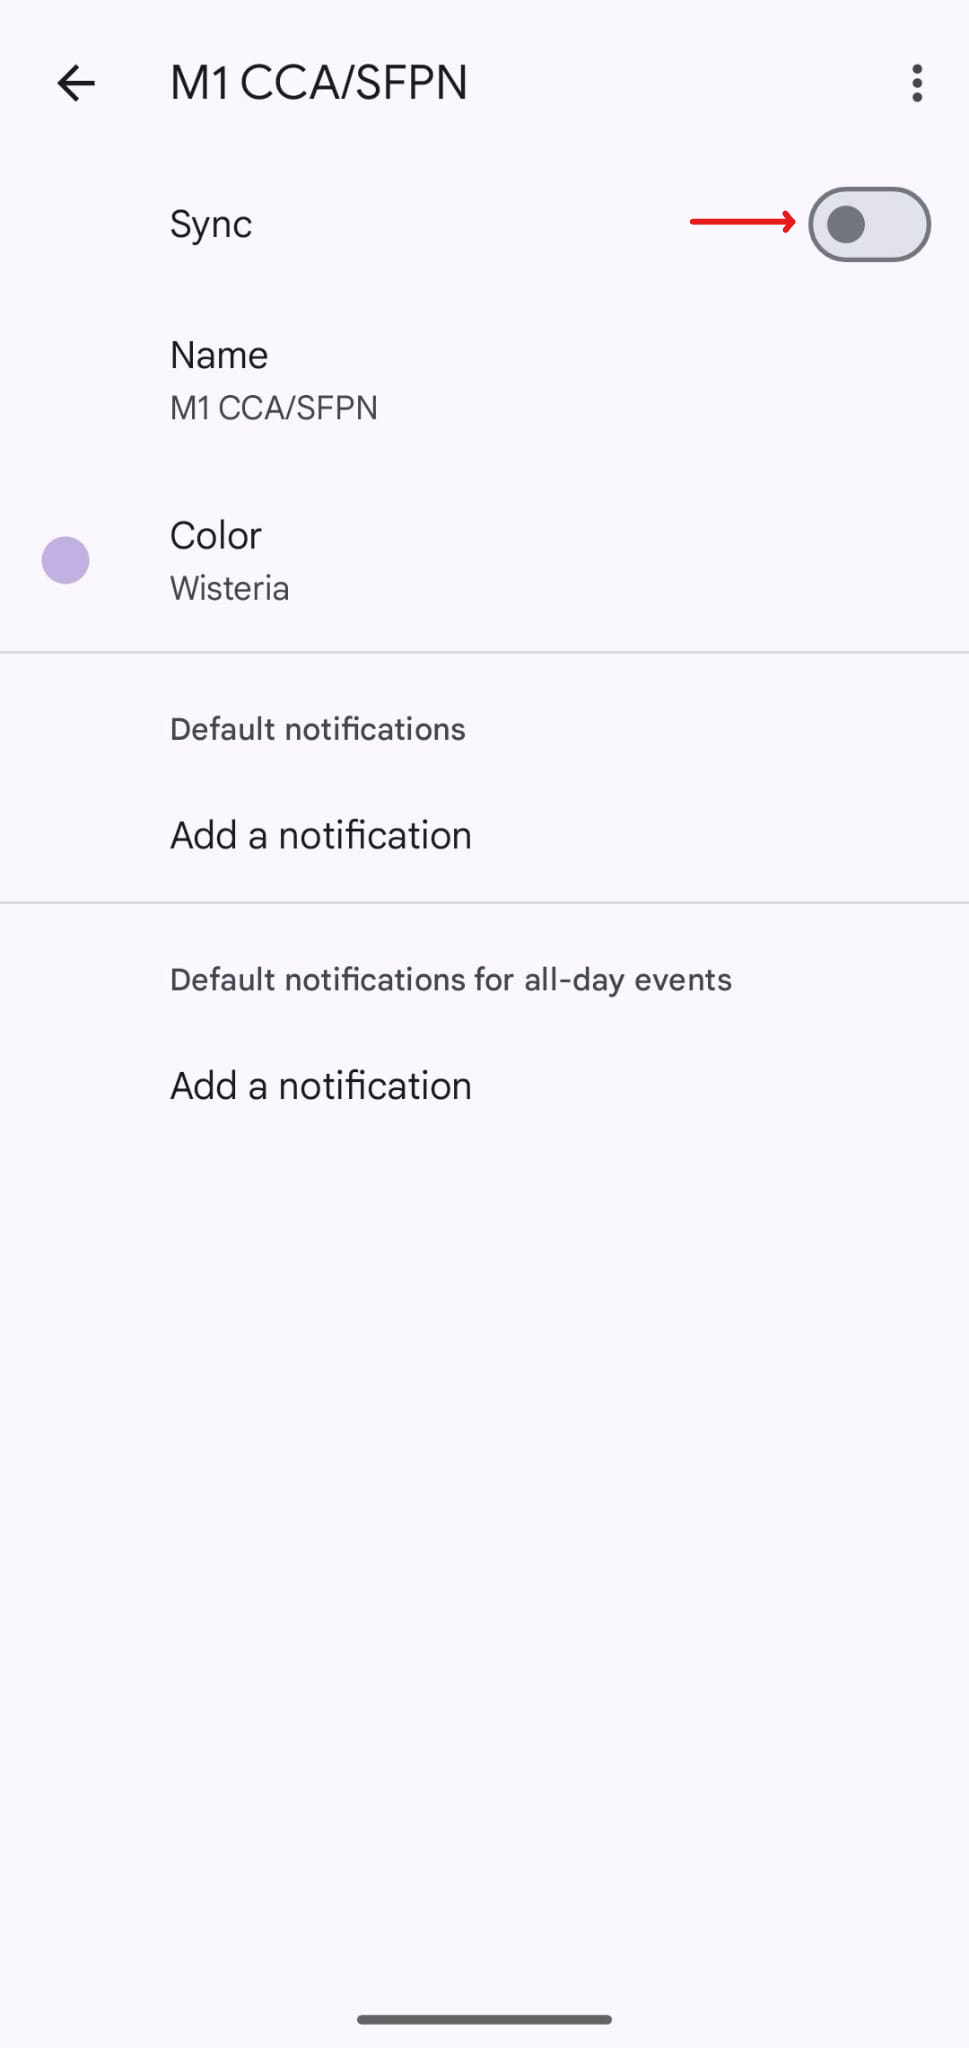 M1 CCA/SFPN
Sync
Name
M1 CCA/SFPN
Color
Wisteria
Default notifications
Add a notification
Default notifications for all-day events
Add a notification